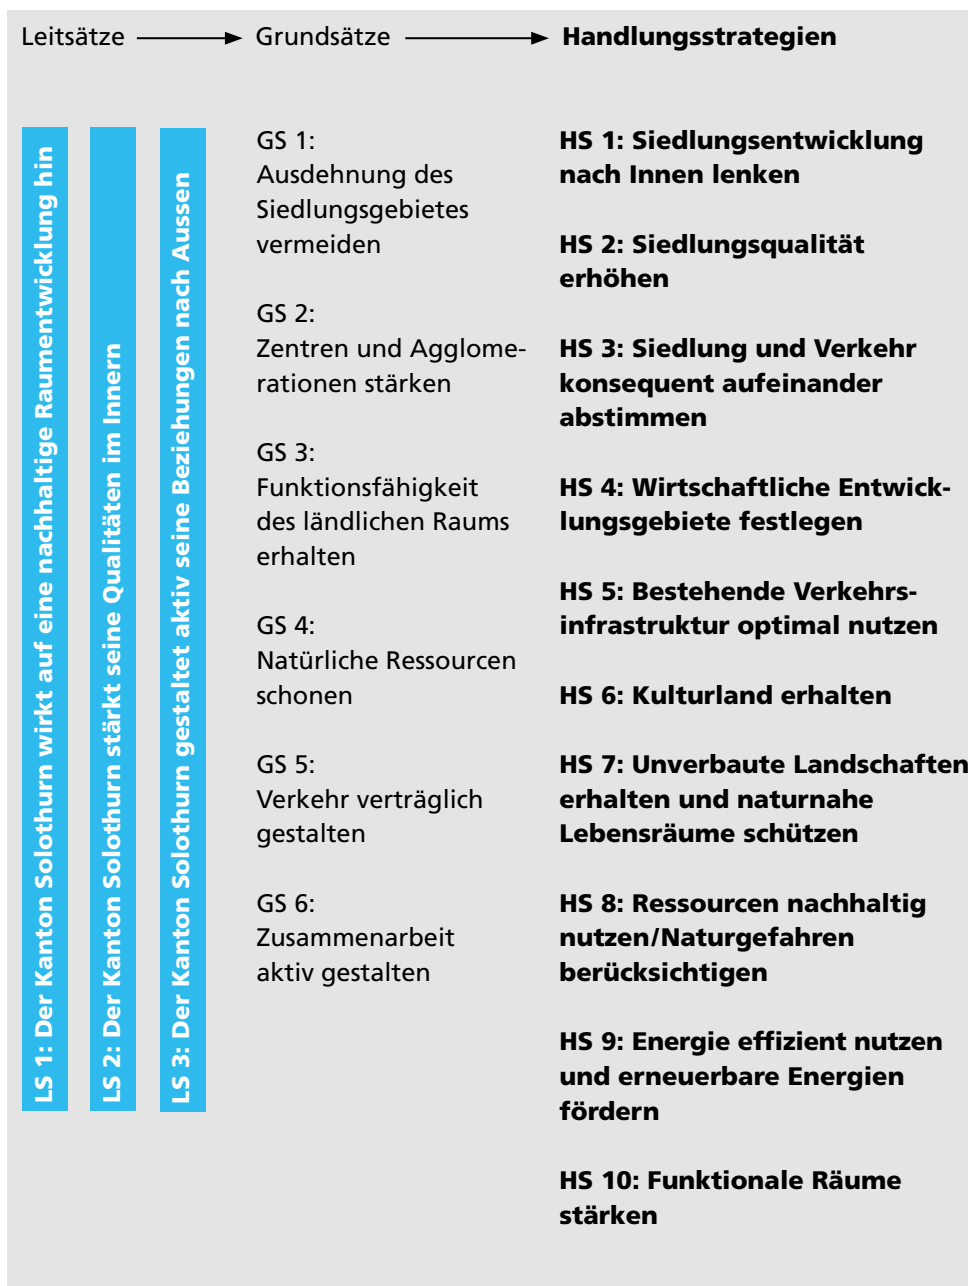 Leitsätze
Grundsätze
Handlungsstrategien
LS 1: Der Kanton Solothurn wirkt auf eine nachhaltige Raumentwicklung hin
LS 2: Der Kanton Solothurn stärkt seine Qualitäten im Innern
LS 3: Der Kanton Solothurn gestaltet aktiv seine Beziehungen nach Aussen
GS 1:
Ausdehnung des
Siedlungsgebietes
vermeiden
GS 2:
Zentren und Agglome-
rationen stärken
GS 3:
Funktionsfähigkeit
des ländlichen Raums
erhalten
GS 4:
Natürliche Ressourcen
schonen
GS 5:
Verkehr verträglich
gestalten
GS 6:
Zusammenarbeit
aktiv gestalten
HS 1: Siedlungsentwicklung
nach Innen lenken
HS 2: Siedlungsqualität
erhöhen
HS 3: Siedlung und Verkehr
konsequent aufeinander
abstimmen
HS 4: Wirtschaftliche Entwick-
lungsgebiete festlegen
HS 5: Bestehende Verkehrs-
infrastruktur optimal nutzen
HS 6: Kulturland erhalten
HS 7: Unverbaute Landschaften
erhalten und naturnahe
Lebensräume schützen
HS 8: Ressourcen nachhaltig
nutzen/Naturgefahren
berücksichtigen
HS 9: Energie effizient nutzen
und erneuerbare Energien
fördern
HS 10: Funktionale Räume
stärken